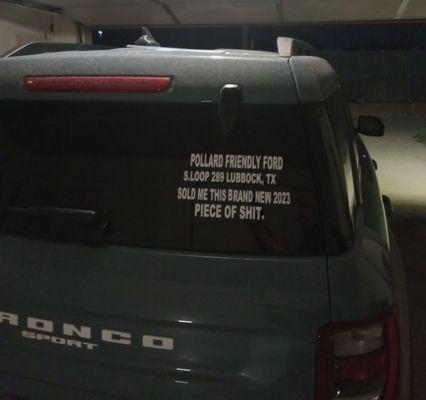 POLLARD FRIENDLY FORD
S.LOOP 289 LUBBOCK, TX
SOLD ME THIS BRAND NEW 2023
PIECE OF SHIT.
RONCO
SPORT